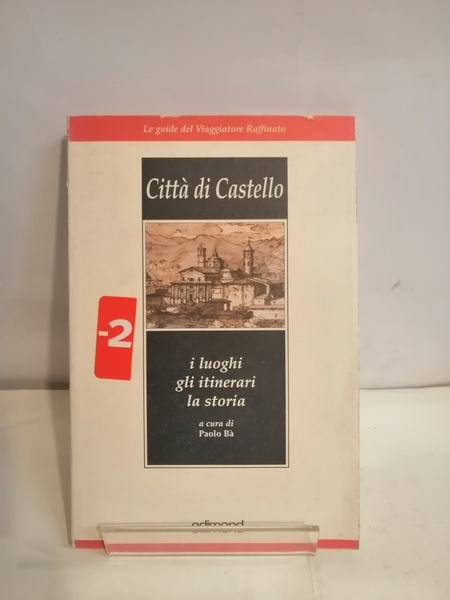 Le guide del Viaggiatore Raffinato
Città di Castello
-2
i luoghi
gli itinerari
la storia
a cura di
Paolo Bà
edimond